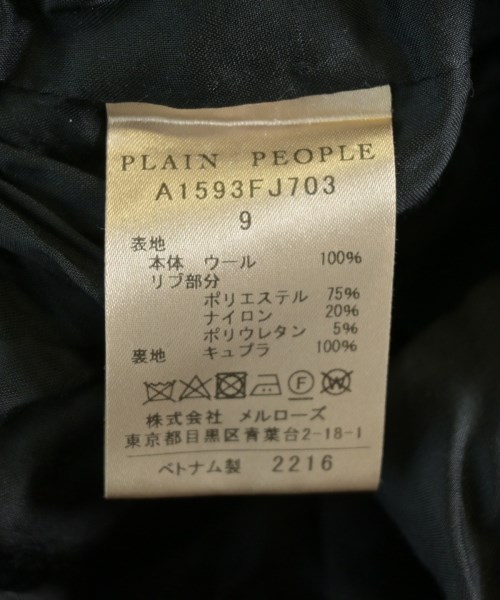 PLAIN PEOPLE
A1593FJ703
9
表地
本体 ウール 100%
リブ部分
ポリエステル 75%
ナイロン 20%
ポリウレタン 5%
裏地 キュプラ 100%
F W
株式会社 メルローズ
東京都目黒区青葉台2-18-1
ベトナム製 2216